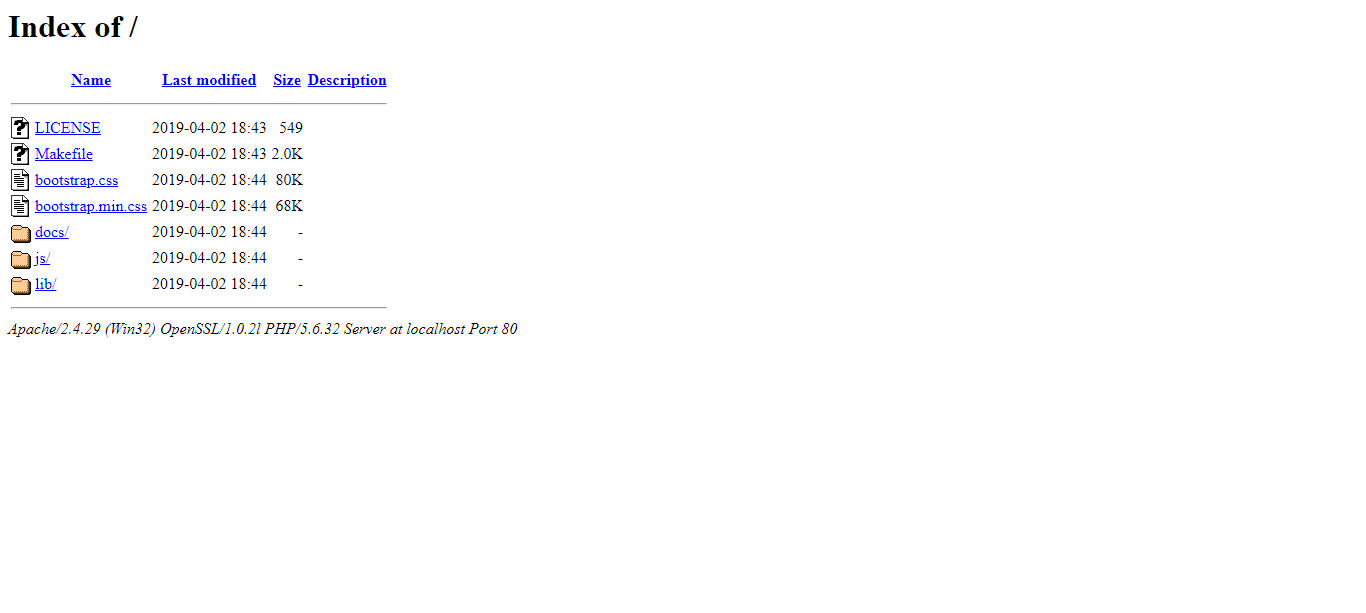 Index of /
Name Last modified Size Description
LICENSE 2019-04-02 18:43 549
Makefile 2019-04-02 18:43 2.0K
bootstrap.css 2019-04-02 18:44 80K
bootstrap.min.css 2019-04-02 18:44 68K
docs/ 2019-04-02 18:44 -
js/ 2019-04-02 18:44 -
lib/ 2019-04-02 18:44 -
Apache/2.4.29 (Win32) OpenSSL/1.0.2l PHP/5.6.32 Server at localhost Port 80